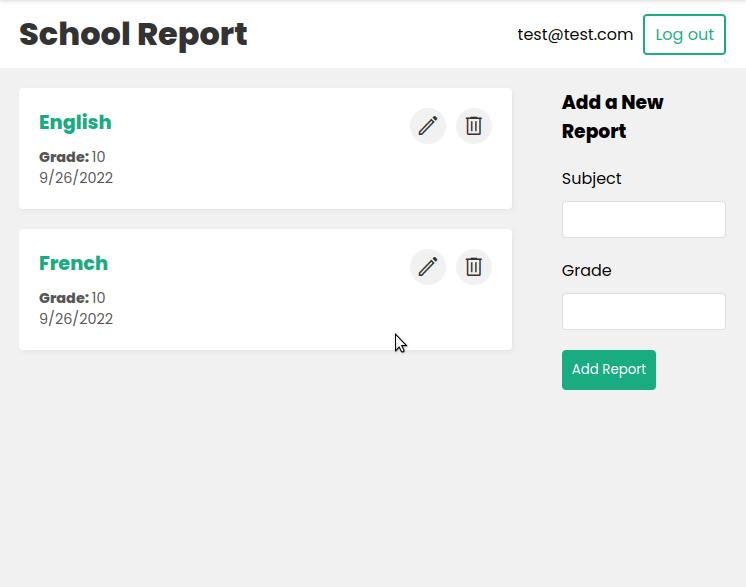 School Report
test@test.com
Log out
English
Grade: 10
9/26/2022
French
Grade: 10
9/26/2022
Add a New
Report
Subject
Grade
Add Report